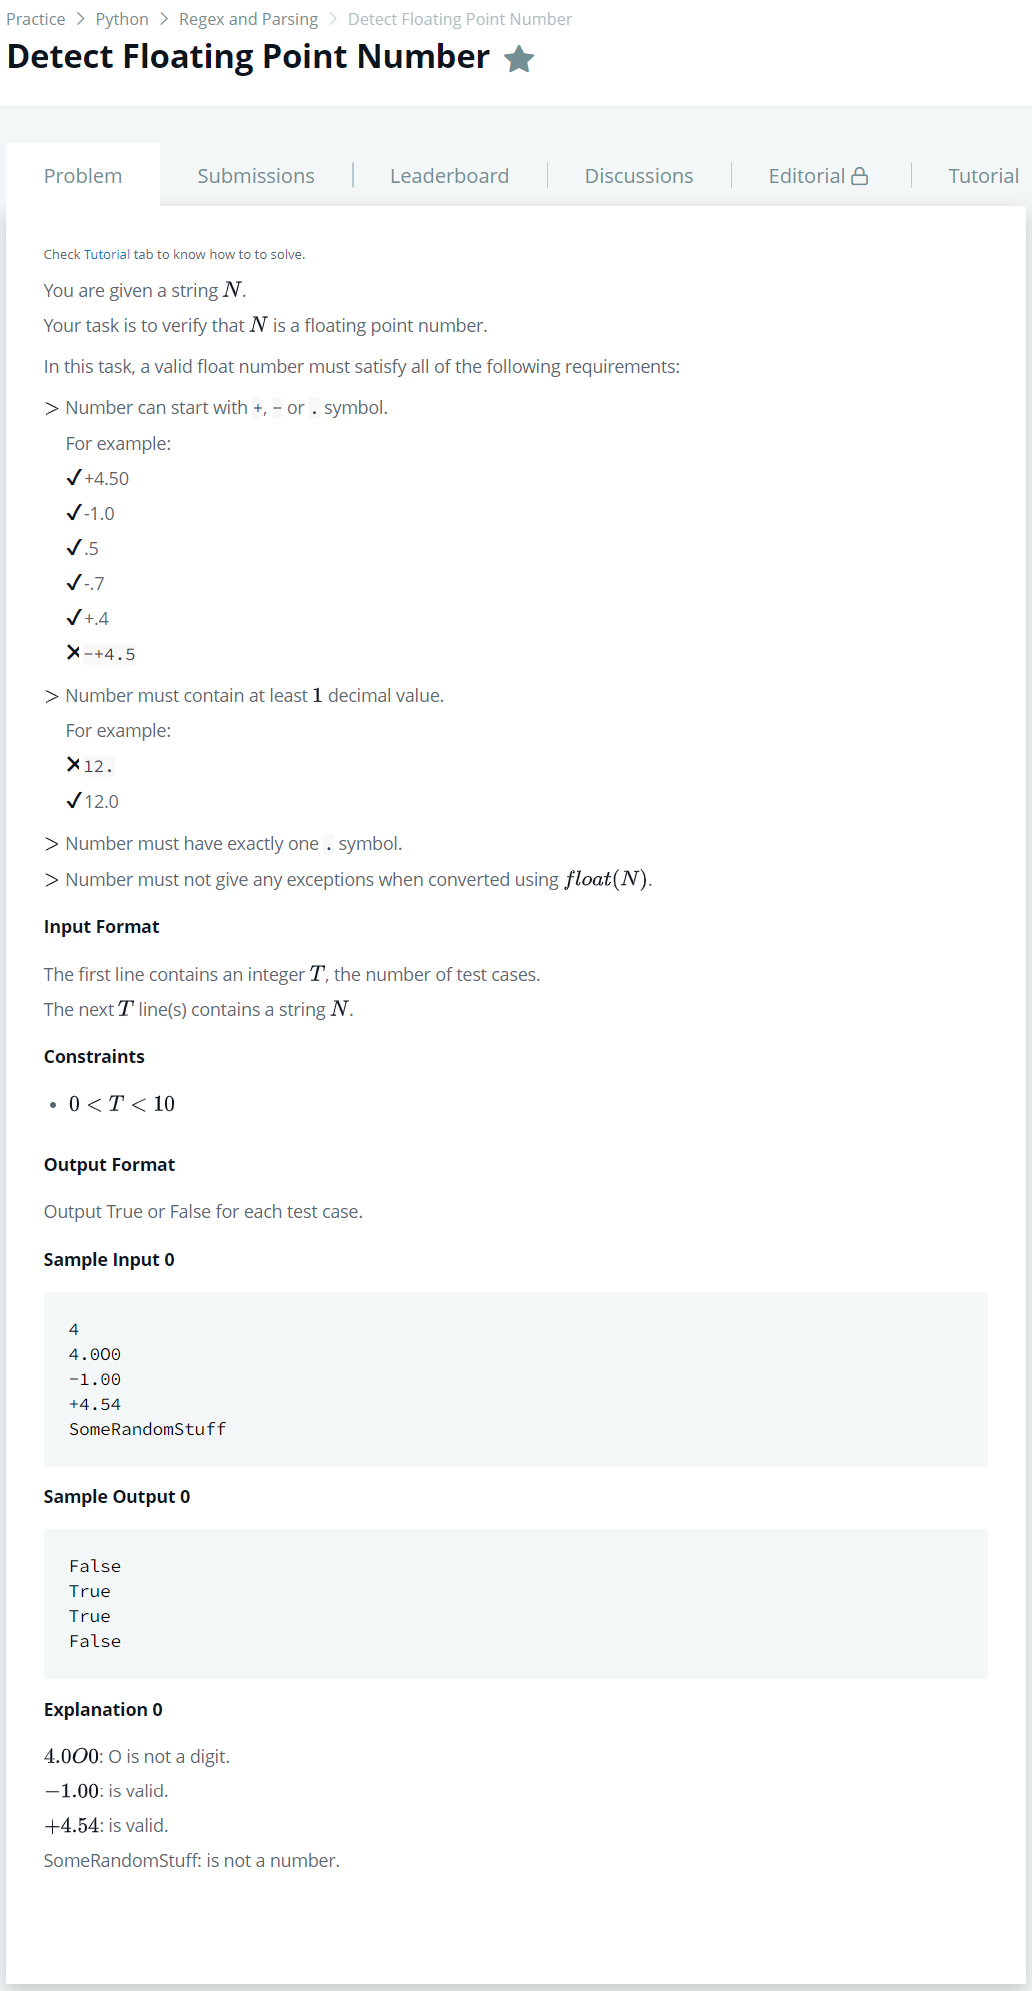 Practice > Python > Regex and Parsing > Detect Floating Point Number
Detect Floating Point Number
Problem Submissions Leaderboard Discussions Editorial Tutorial
Check Tutorial tab to know how to to solve.
You are given a string N.
Your task is to verify that N is a floating point number.
In this task, a valid float number must satisfy all of the following requirements:
> Number can start with +, - or . symbol.
For example:
✓+4.50
✓-1.0
✓.5
✓-.7
✓+.4
✕-+4.5
> Number must contain at least 1 decimal value.
For example:
✕12.
✓12.0
> Number must have exactly one . symbol.
> Number must not give any exceptions when converted using float(N).
Input Format
The first line contains an integer T, the number of test cases.
The next T line(s) contains a string N.
Constraints
• 0 < T < 10
Output Format
Output True or False for each test case.
Sample Input 0
4
4.0O0
-1.00
+4.54
SomeRandomStuff
Sample Output 0
False
True
True
False
Explanation 0
4.0O0: O is not a digit.
−1.00: is valid.
+4.54: is valid.
SomeRandomStuff: is not a number.